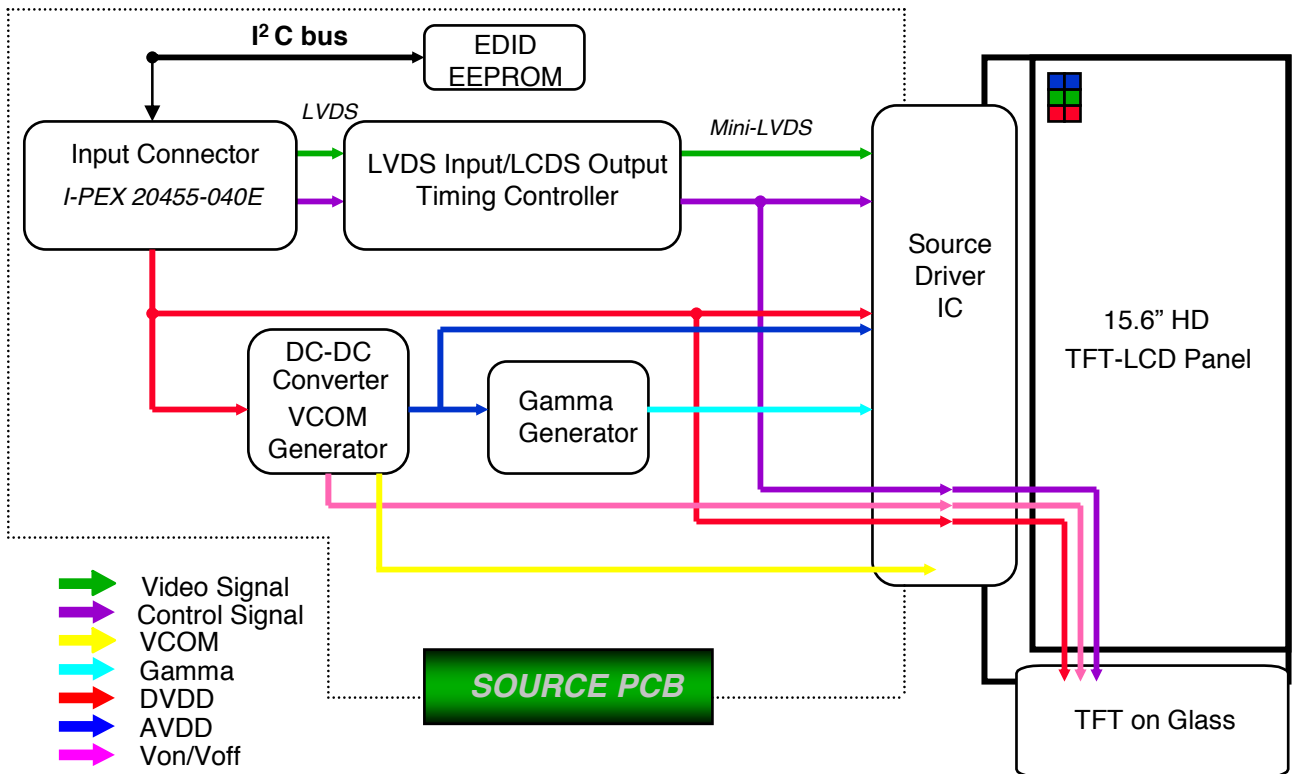 I² C bus
EDID
EEPROM
LVDS
Mini-LVDS
Input Connector
I-PEX 20455-040E
LVDS Input/LCDS Output
Timing Controller
Source
Driver
IC
15.6” HD
TFT-LCD Panel
DC-DC
Converter
VCOM
Generator
Gamma
Generator
Video Signal
Control Signal
VCOM
Gamma
DVDD
AVDD
Von/Voff
SOURCE PCB
TFT on Glass